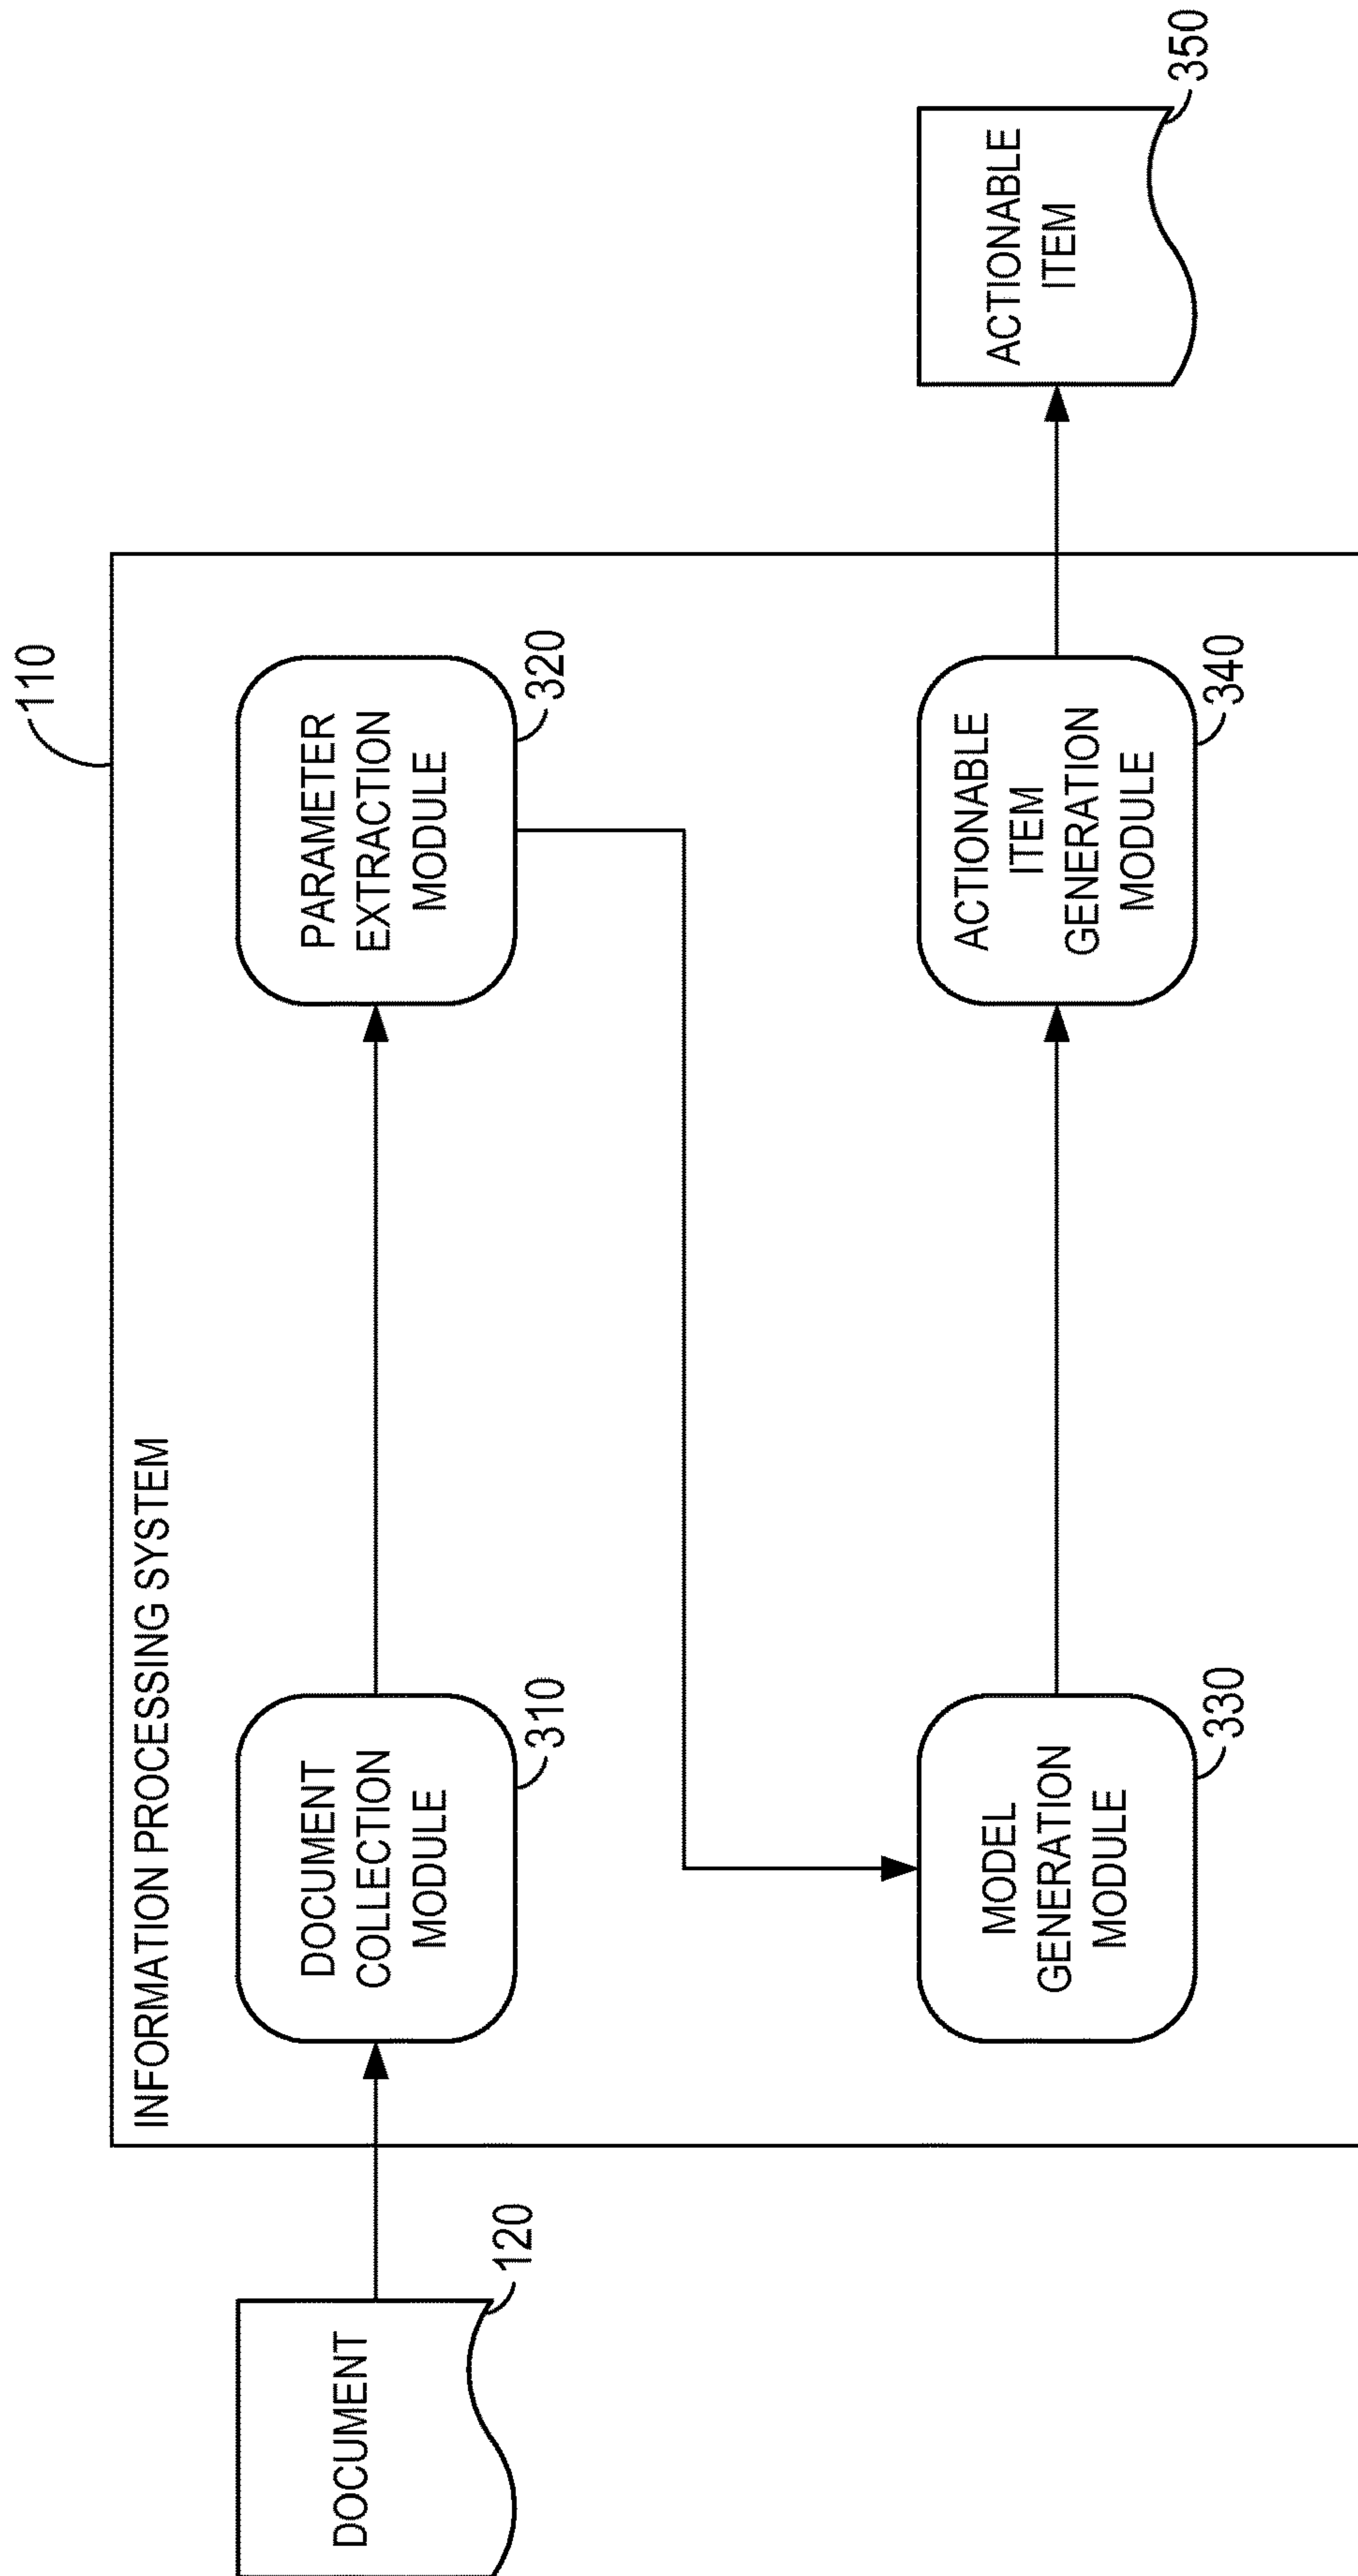 110
INFORMATION PROCESSING SYSTEM
DOCUMENT
120
DOCUMENT
COLLECTION
MODULE
310
PARAMETER
EXTRACTION
MODULE
320
MODEL
GENERATION
MODULE
330
ACTIONABLE
ITEM
GENERATION
MODULE
340
ACTIONABLE
ITEM
350